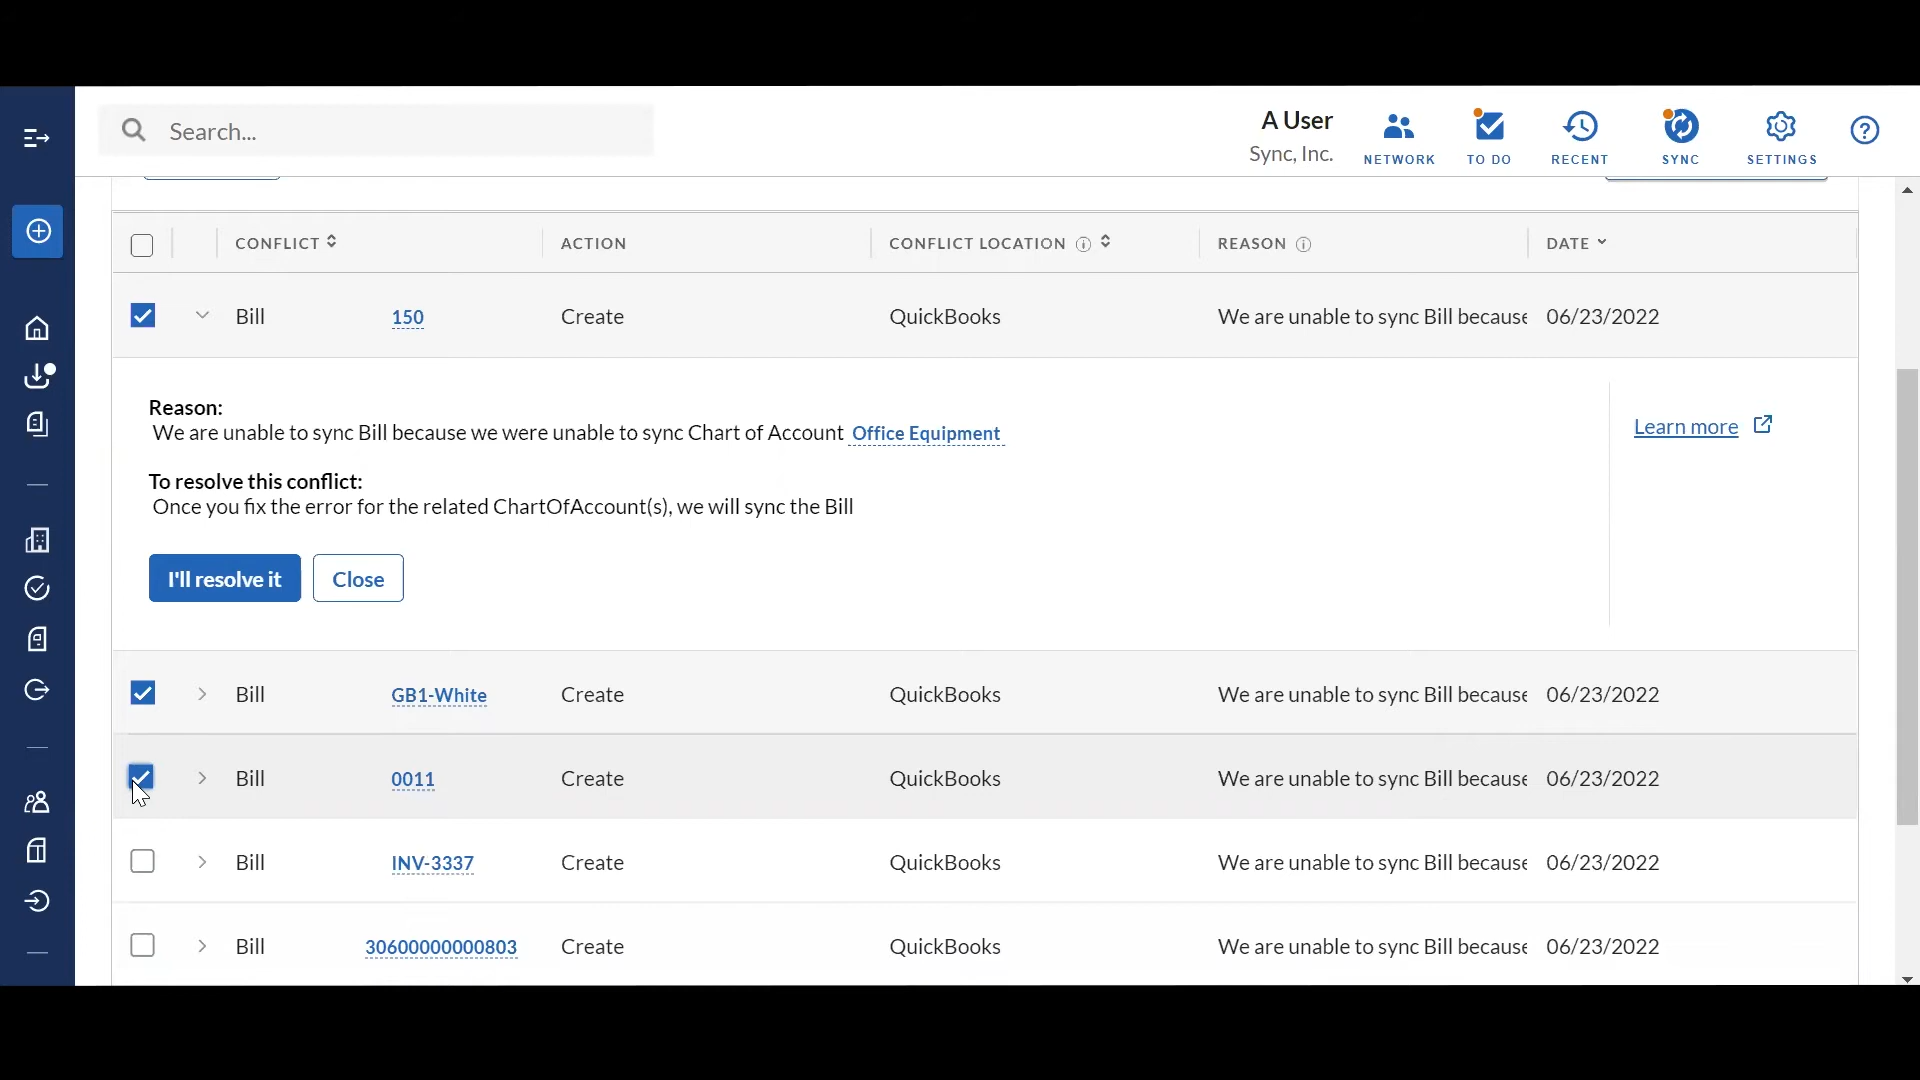 Search...
A User
Sync, Inc.
NETWORK
TO DO
RECENT
SYNC
SETTINGS
CONFLICT ACTION CONFLICT LOCATION REASON DATE
Bill 150 Create QuickBooks We are unable to sync Bill because 06/23/2022
Reason:
We are unable to sync Bill because we were unable to sync Chart of Account Office Equipment
Learn more
To resolve this conflict:
Once you fix the error for the related ChartOfAccount(s), we will sync the Bill
I'll resolve it Close
Bill GB1-White Create QuickBooks We are unable to sync Bill because 06/23/2022
Bill 0011 Create QuickBooks We are unable to sync Bill because 06/23/2022
Bill INV-3337 Create QuickBooks We are unable to sync Bill because 06/23/2022
Bill 30600000000803 Create QuickBooks We are unable to sync Bill because 06/23/2022